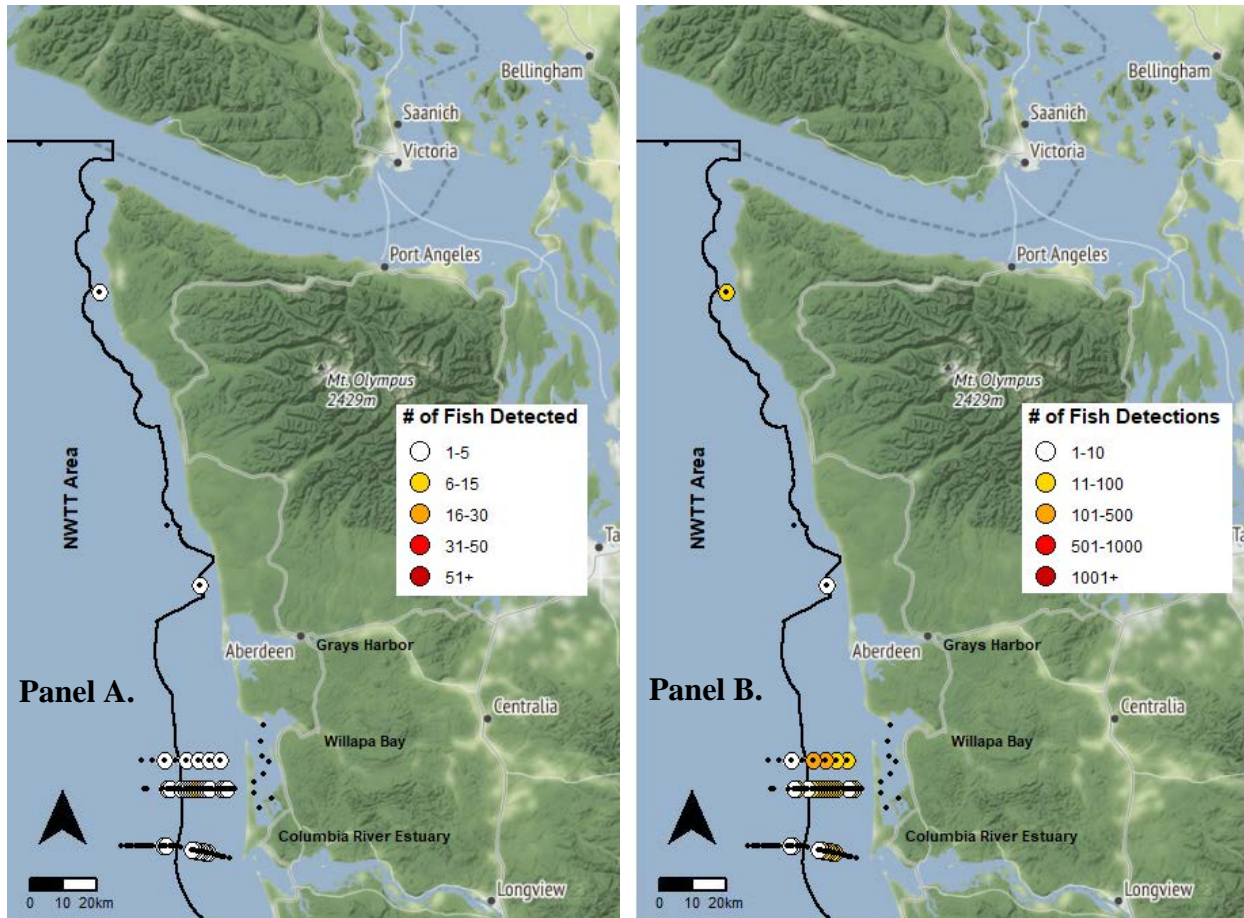 Bellingham
Saanich
Victoria
Port Angeles
Mt. Olympus
2429m
# of Fish Detected
1-5
6-15
16-30
31-50
51+
NWTT Area
Ta
Aberdeen
Grays Harbor
Panel A.
Centralia
Willapa Bay
Columbia River Estuary
Longview
0 10 20km
Bellingham
Saanich
Victoria
Port Angeles
Mt. Olympus
2429m
# of Fish Detections
1-10
11-100
101-500
501-1000
1001+
NWTT Area
Ta
Aberdeen
Grays Harbor
Panel B.
Centralia
Willapa Bay
Columbia River Estuary
Longview
0 10 20km